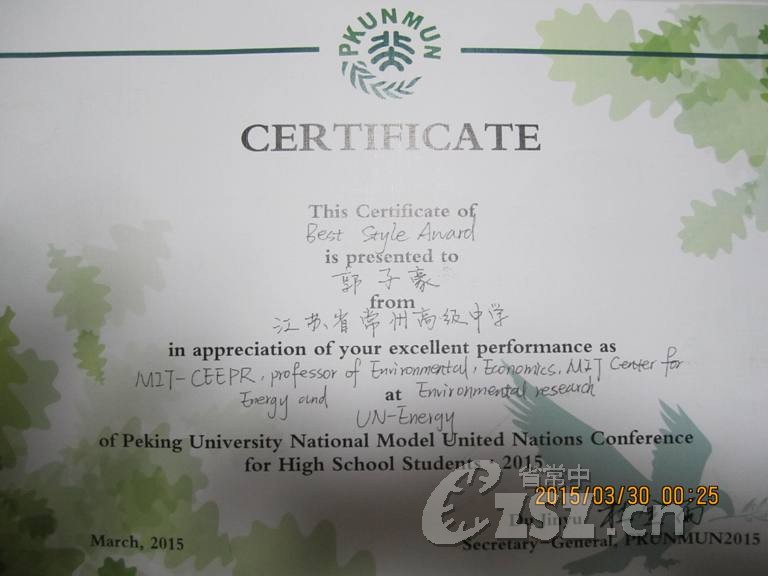 PKUNMUN
CERTIFICATE
This Certificate of
Best Style Award
is presented to
郭子豪
from
江苏省常州高级中学
in appreciation of your excellent performance as
MIT-CEEPR, professor of Environmental, Economics, MIT Center for
Energy and at Environmental research
UN-Energy
of Peking University National Model United Nations Conference
for High School Students, 2015
省常中
2015/03/30 00:25
Du Jinyu
czsz.cn
March, 2015
Secretary-General, PKUNMUN2015